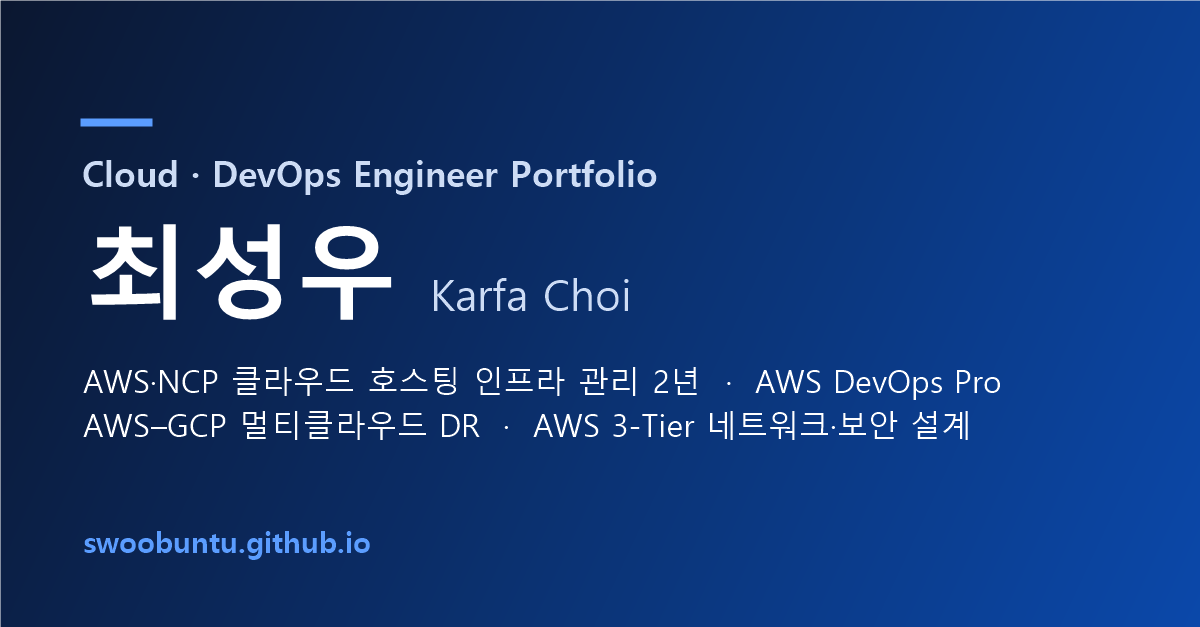 Cloud · DevOps Engineer Portfolio
최성우 Karfa Choi
AWS·NCP 클라우드 호스팅 인프라 관리 2년 · AWS DevOps Pro
AWS–GCP 멀티클라우드 DR · AWS 3-Tier 네트워크·보안 설계
swoobuntu.github.io